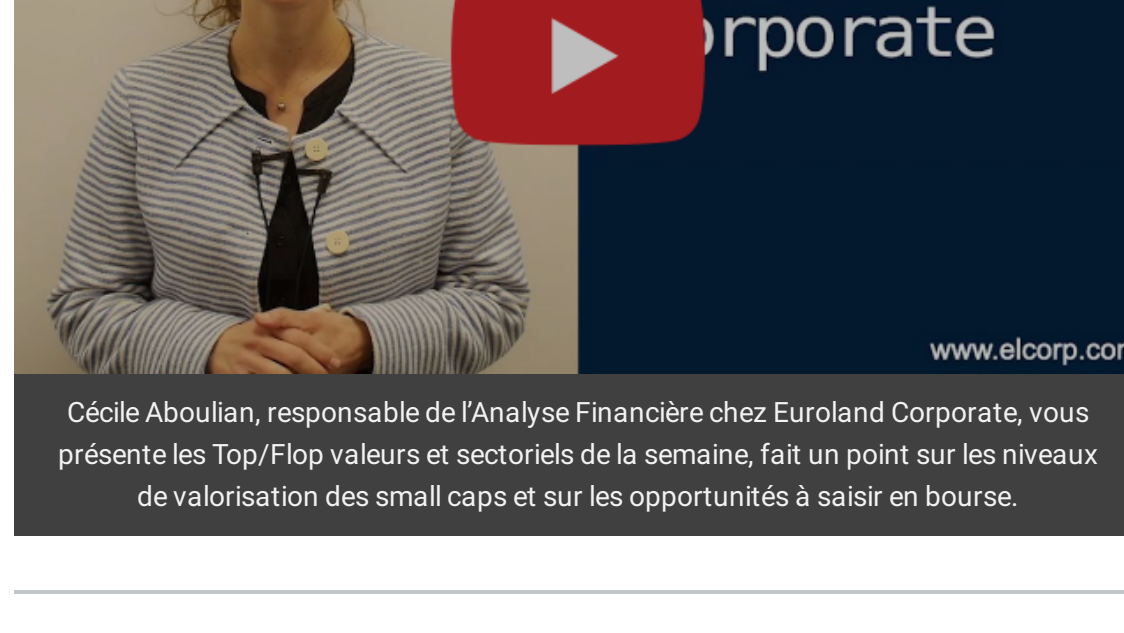 orporate
www.elcorp.com
Cécile Aboulian, responsable de l’Analyse Financière chez Euroland Corporate, vous
présente les Top/Flop valeurs et sectoriels de la semaine, fait un point sur les niveaux
de valorisation des small caps et sur les opportunités à saisir en bourse.